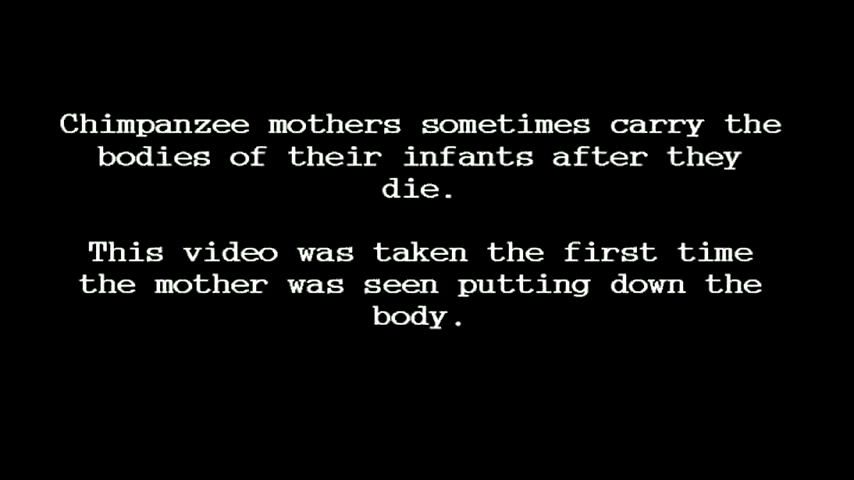 Chimpanzee mothers sometimes carry the
bodies of their infants after they
die.
This video was taken the first time
the mother was seen putting down the
body.